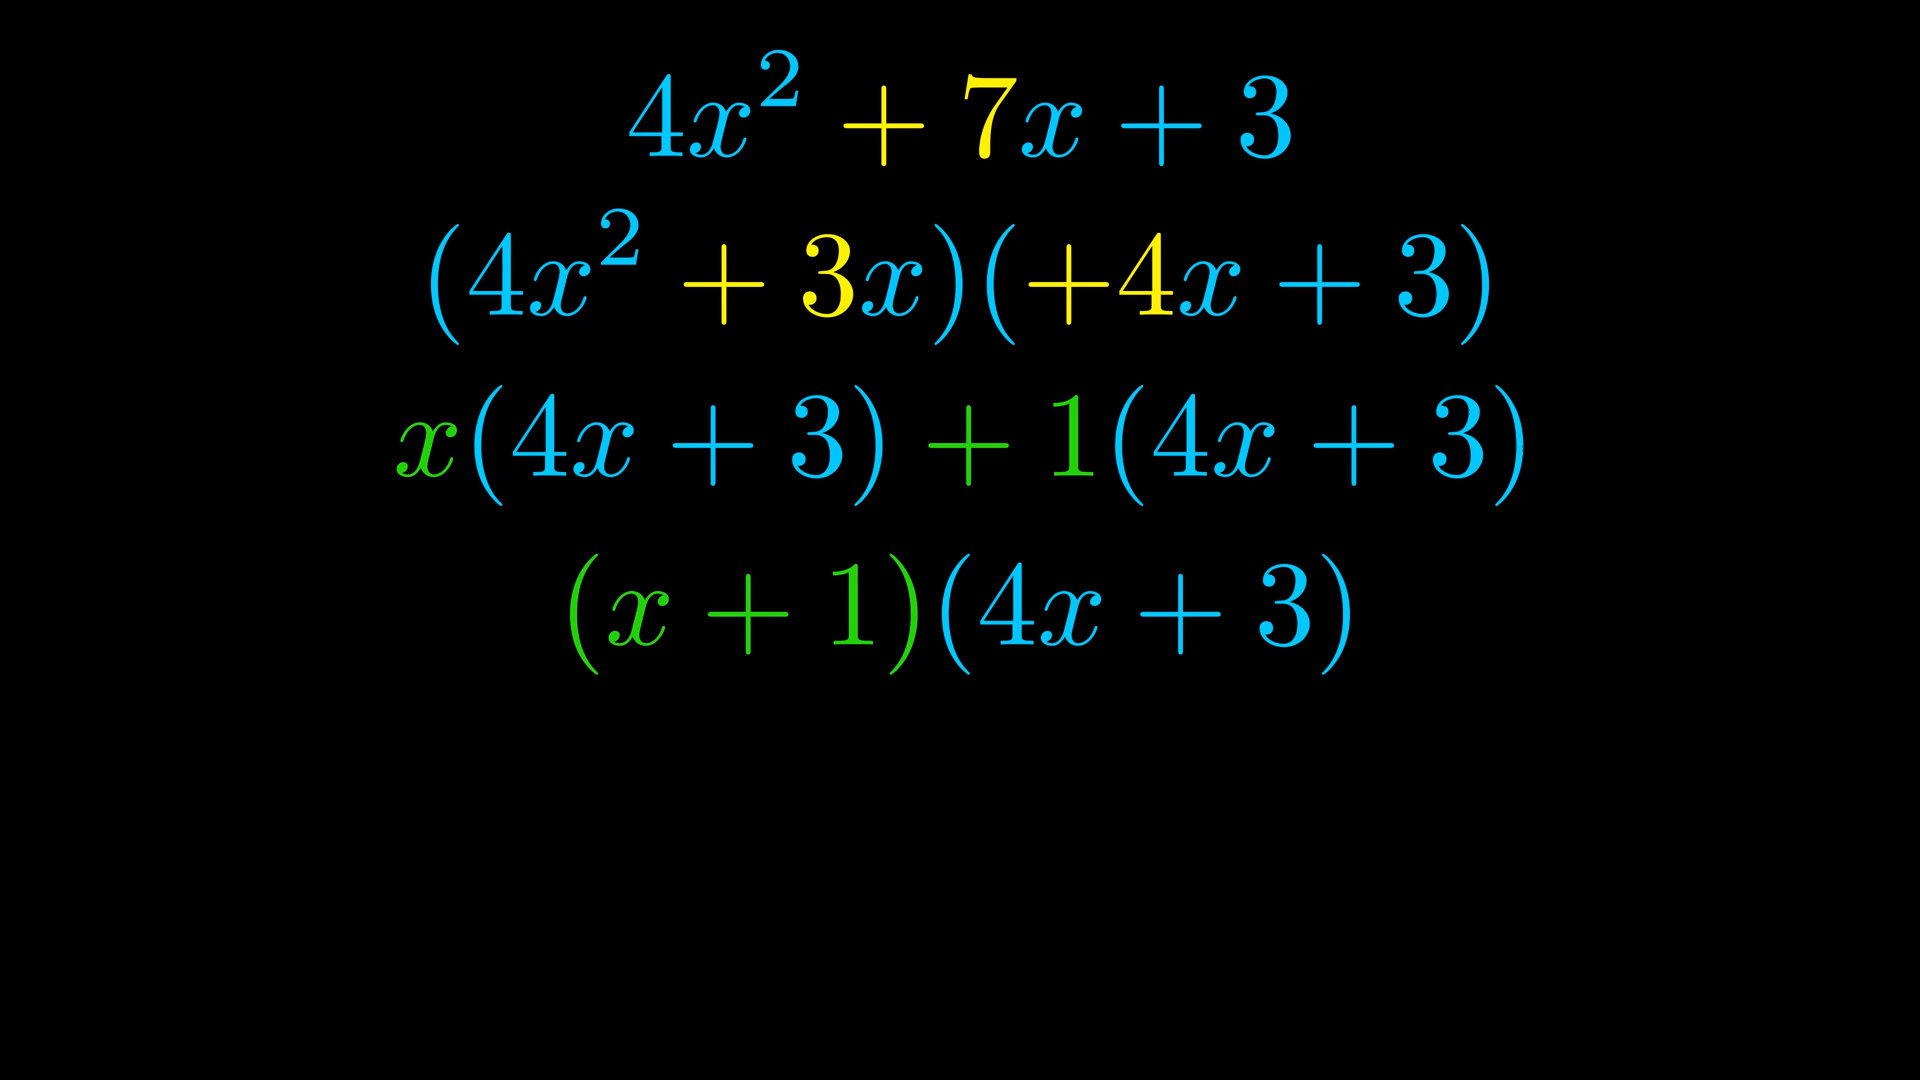 4x² + 7x + 3
(4x² + 3x)(+4x + 3)
x(4x + 3) + 1(4x + 3)
(x + 1)(4x + 3)